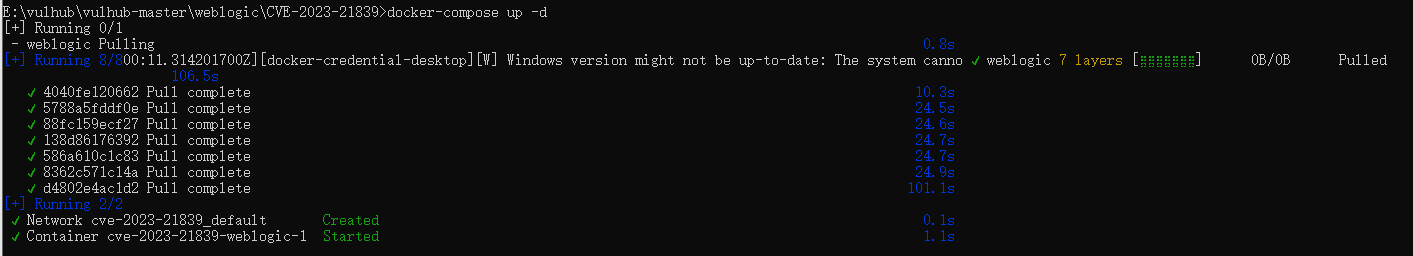 E:\vulhub\vulhub-master\weblogic\CVE-2023-21839>docker-compose up -d
[+] Running 0/1
- weblogic Pulling 0.8s
[+] Running 8/800:11.314201700Z][docker-credential-desktop][W] Windows version might not be up-to-date: The system canno ✓ weblogic 7 layers [⣿⣿⣿⣿⣿⣿⣿] 0B/0B Pulled
106.5s
✓ 4040fe120662 Pull complete 10.3s
✓ 5788a5fddf0e Pull complete 24.5s
✓ 88fc159ecf27 Pull complete 24.6s
✓ 138d86176392 Pull complete 24.7s
✓ 586a610c1c83 Pull complete 24.7s
✓ 8362c571c14a Pull complete 24.9s
✓ d4802e4ac1d2 Pull complete 101.1s
[+] Running 2/2
✓ Network cve-2023-21839_default Created 0.1s
✓ Container cve-2023-21839-weblogic-1 Started 1.1s